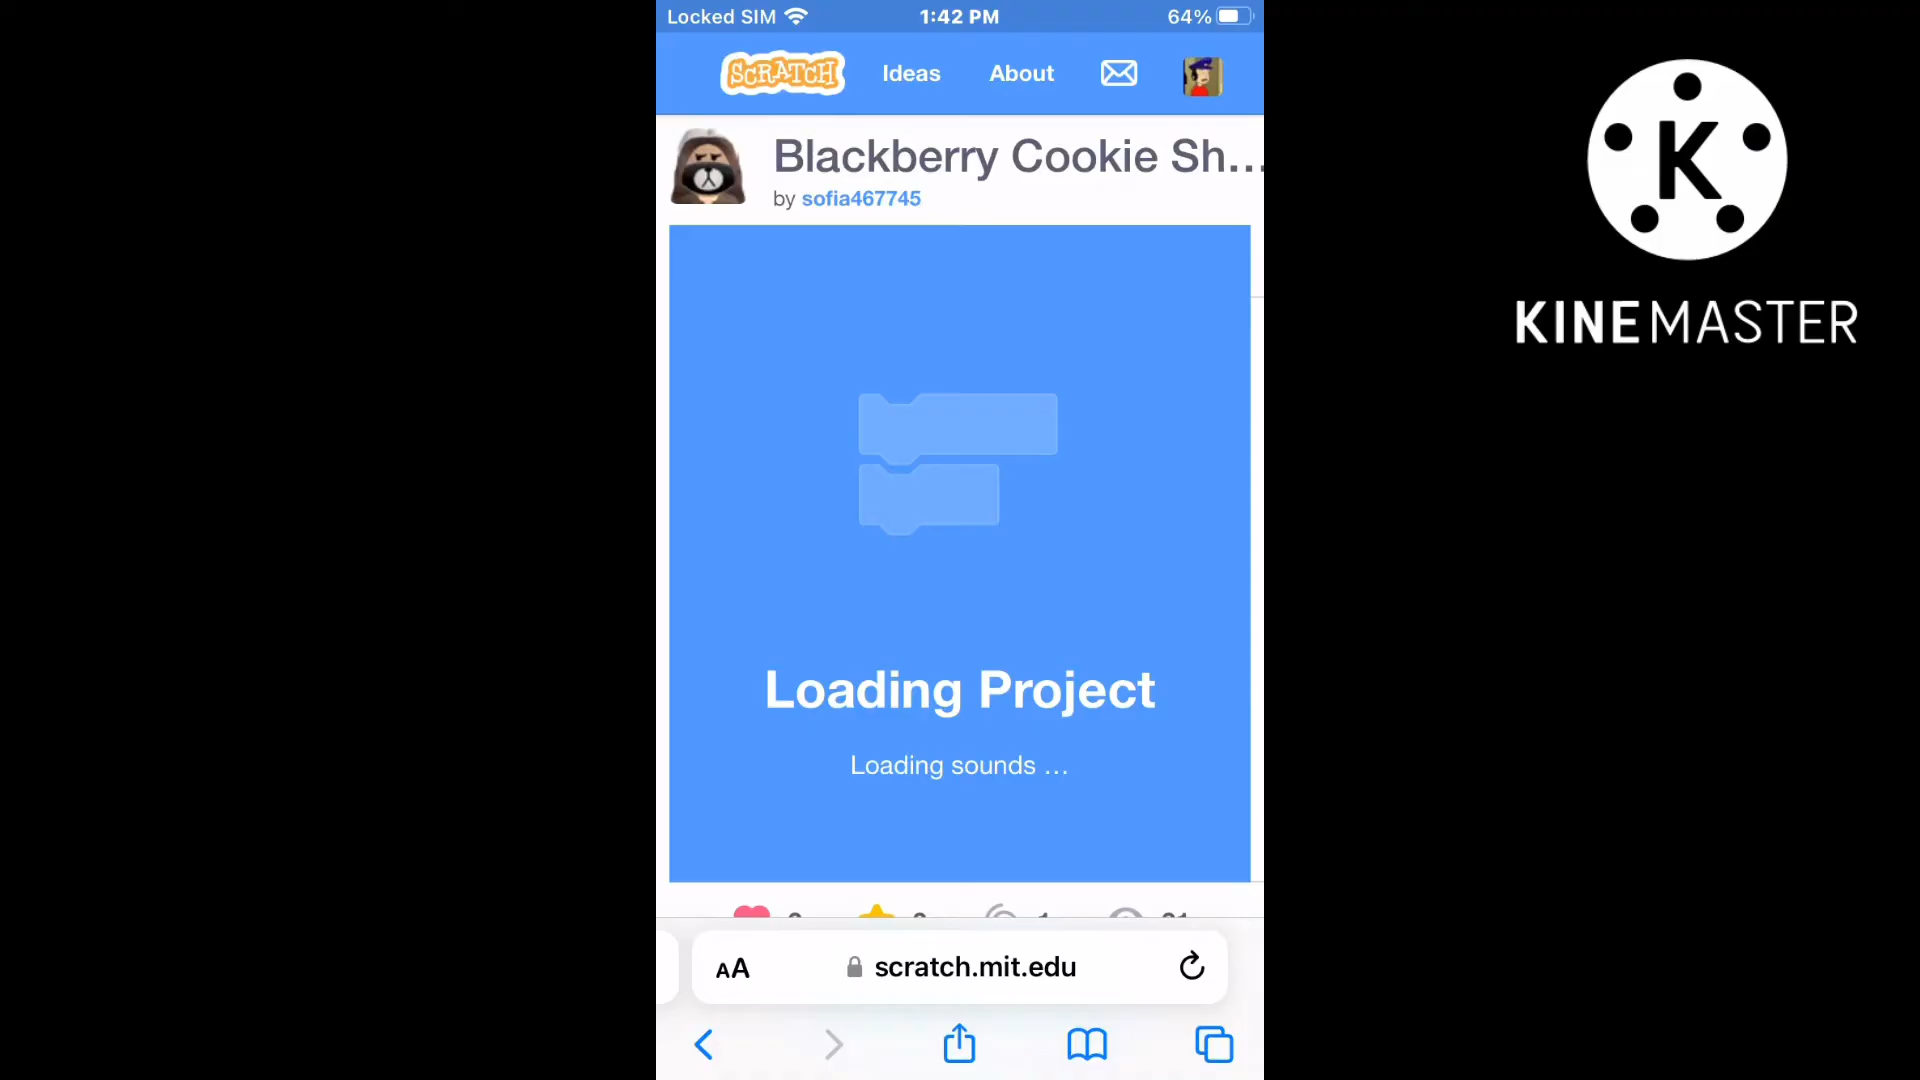 Locked SIM 1:42 PM 64%
SCRATCH Ideas About
Blackberry Cookie Sh...
by sofia467745
Loading Project
Loading sounds ...
AA scratch.mit.edu
K
KINEMASTER